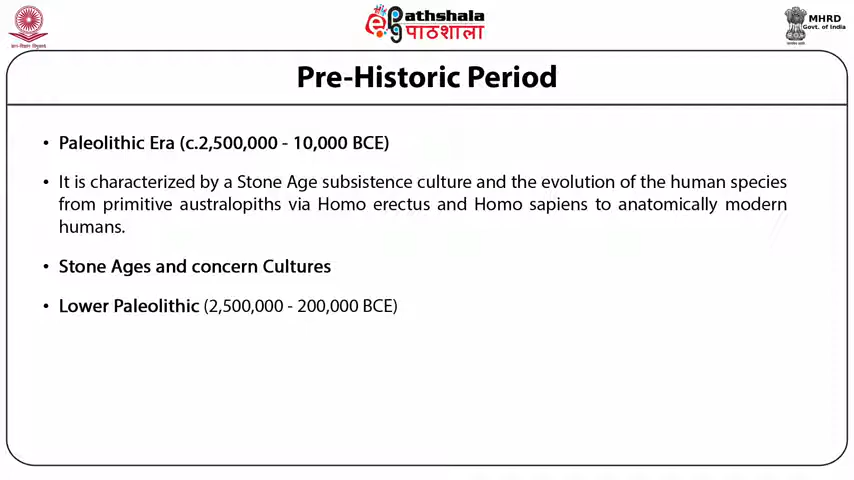 ePathshala
पाठशाला
MHRD
Govt. of India
Pre-Historic Period
• Paleolithic Era (c.2,500,000 - 10,000 BCE)
• It is characterized by a Stone Age subsistence culture and the evolution of the human species
from primitive australopiths via Homo erectus and Homo sapiens to anatomically modern
humans.
• Stone Ages and concern Cultures
• Lower Paleolithic (2,500,000 - 200,000 BCE)